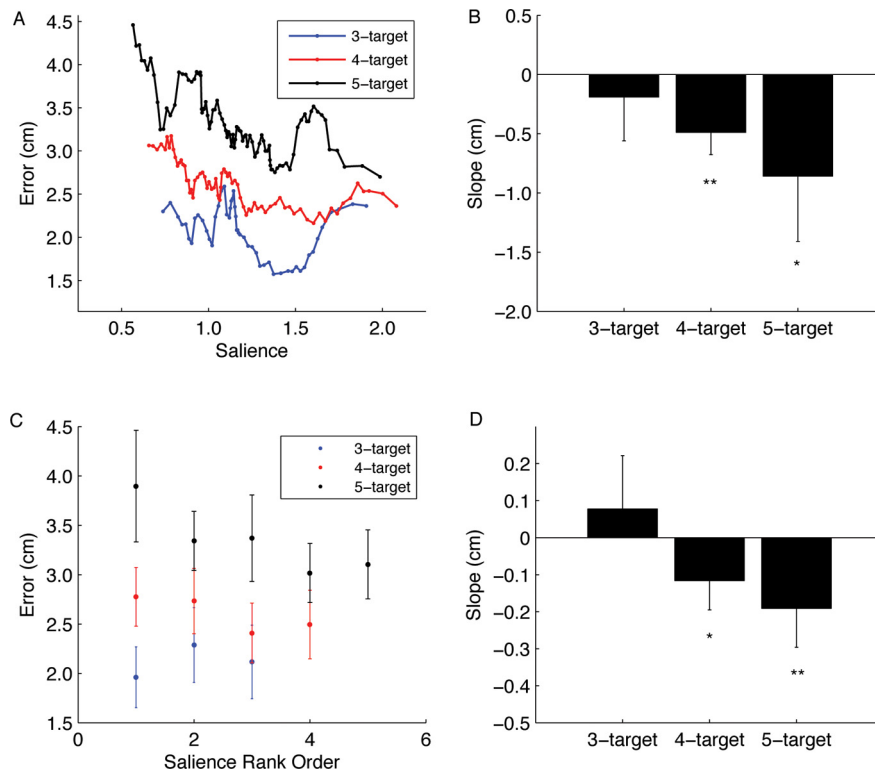 A
4.5
4.0
3.5
3.0
2.5
2.0
1.5
Error (cm)
0.5
1.0
1.5
2.0
Salience
3−target
4−target
5−target
B
0.5
0
−0.5
−1.0
−1.5
−2.0
Slope (cm)
**
*
3−target
4−target
5−target
C
4.5
4.0
3.5
3.0
2.5
2.0
1.5
Error (cm)
0
2
4
6
Salience Rank Order
3−target
4−target
5−target
D
0.2
0.1
0
−0.1
−0.2
−0.3
−0.4
−0.5
Slope (cm)
*
**
3−target
4−target
5−target